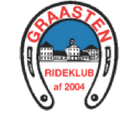 GRAASTEN
RIDEKLUB
af 2004